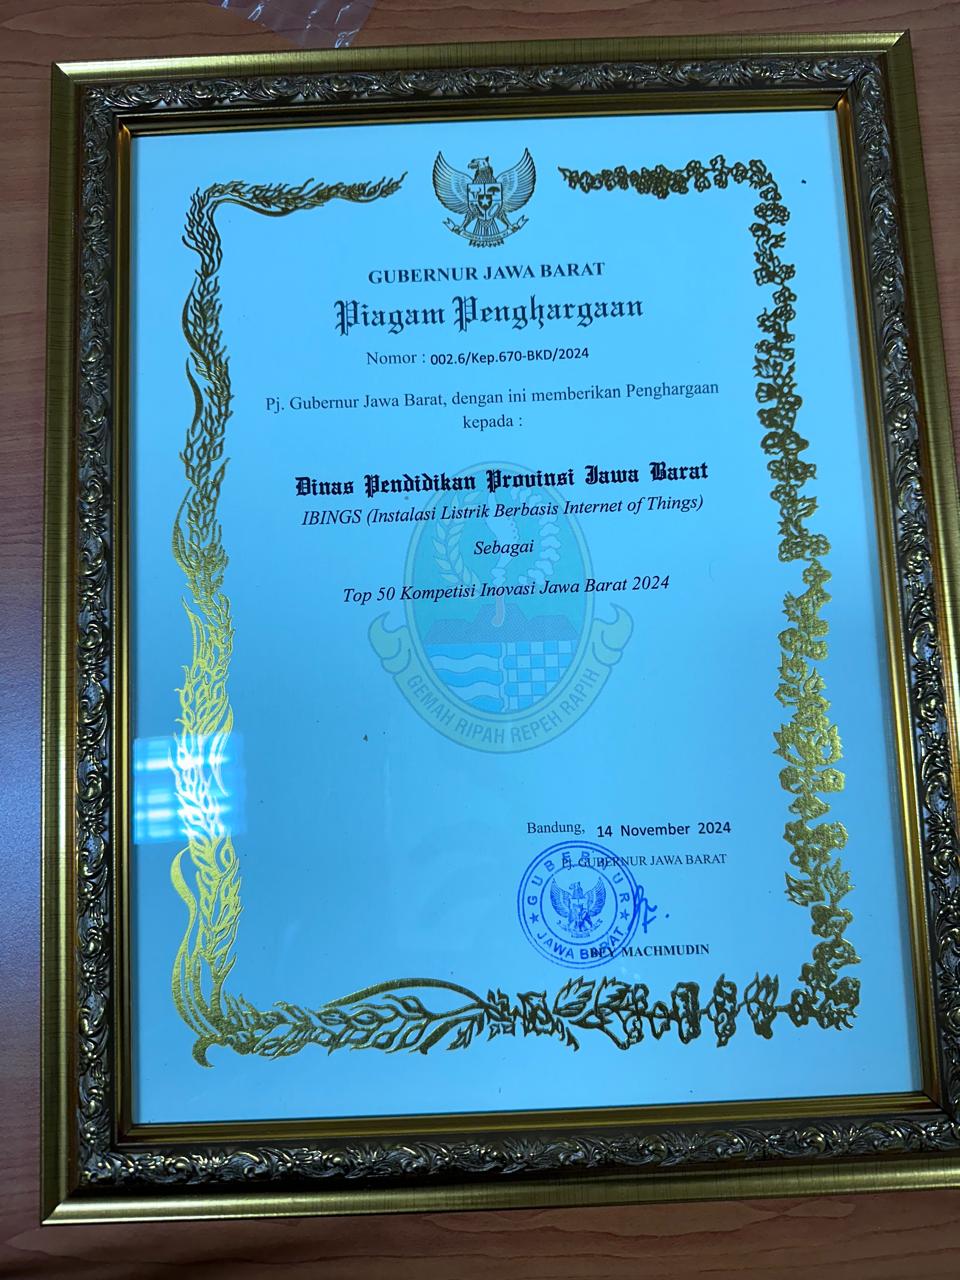 GUBERNUR JAWA BARAT
Piagam Penghargaan
Nomor : 002.6/Kep.670-BKD/2024
Pj. Gubernur Jawa Barat, dengan ini memberikan Penghargaan
kepada :
Dinas Pendidikan Provinsi Jawa Barat
IBINGS (Instalasi Listrik Berbasis Internet of Things)
Sebagai
Top 50 Kompetisi Inovasi Jawa Barat 2024
GEMAH RIPAH REPEH RAPIH
Bandung, 14 November 2024
Pj. GUBERNUR JAWA BARAT
GUBERNUR
JAWA BARAT
BEY MACHMUDIN